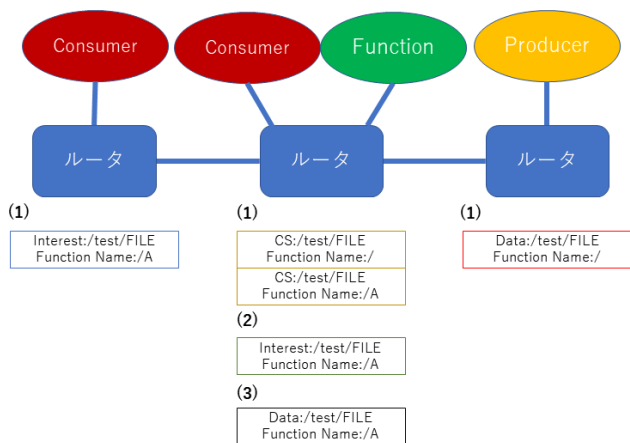 Consumer
Consumer
Function
Producer
ルータ
ルータ
ルータ
(1)
Interest:/test/FILE
Function Name:/A
(1)
CS:/test/FILE
Function Name:/
CS:/test/FILE
Function Name:/A
(2)
Interest:/test/FILE
Function Name:/A
(3)
Data:/test/FILE
Function Name:/A
(1)
Data:/test/FILE
Function Name:/